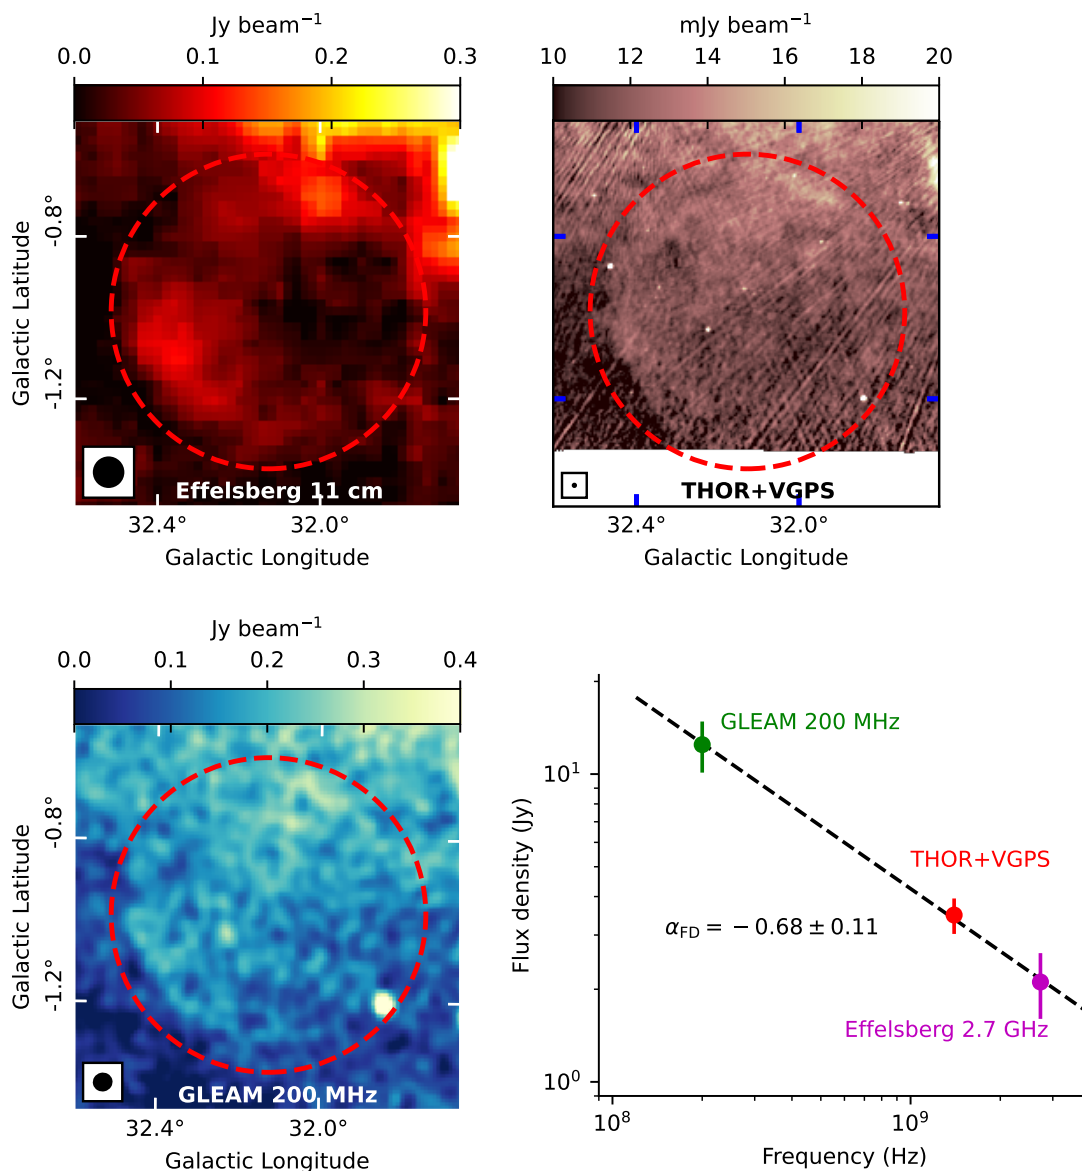 Jy beam⁻¹
0.0 0.1 0.2 0.3
-0.8°
-1.2°
Galactic Latitude
Effelsberg 11 cm
32.4° 32.0°
Galactic Longitude
mJy beam⁻¹
10 12 14 16 18 20
THOR+VGPS
32.4° 32.0°
Galactic Longitude
Jy beam⁻¹
0.0 0.1 0.2 0.3 0.4
-0.8°
-1.2°
Galactic Latitude
GLEAM 200 MHz
32.4° 32.0°
Galactic Longitude
GLEAM 200 MHz
10¹
THOR+VGPS
Flux density (Jy)
α_FD = −0.68 ± 0.11
Effelsberg 2.7 GHz
10⁰
10⁸ 10⁹
Frequency (Hz)